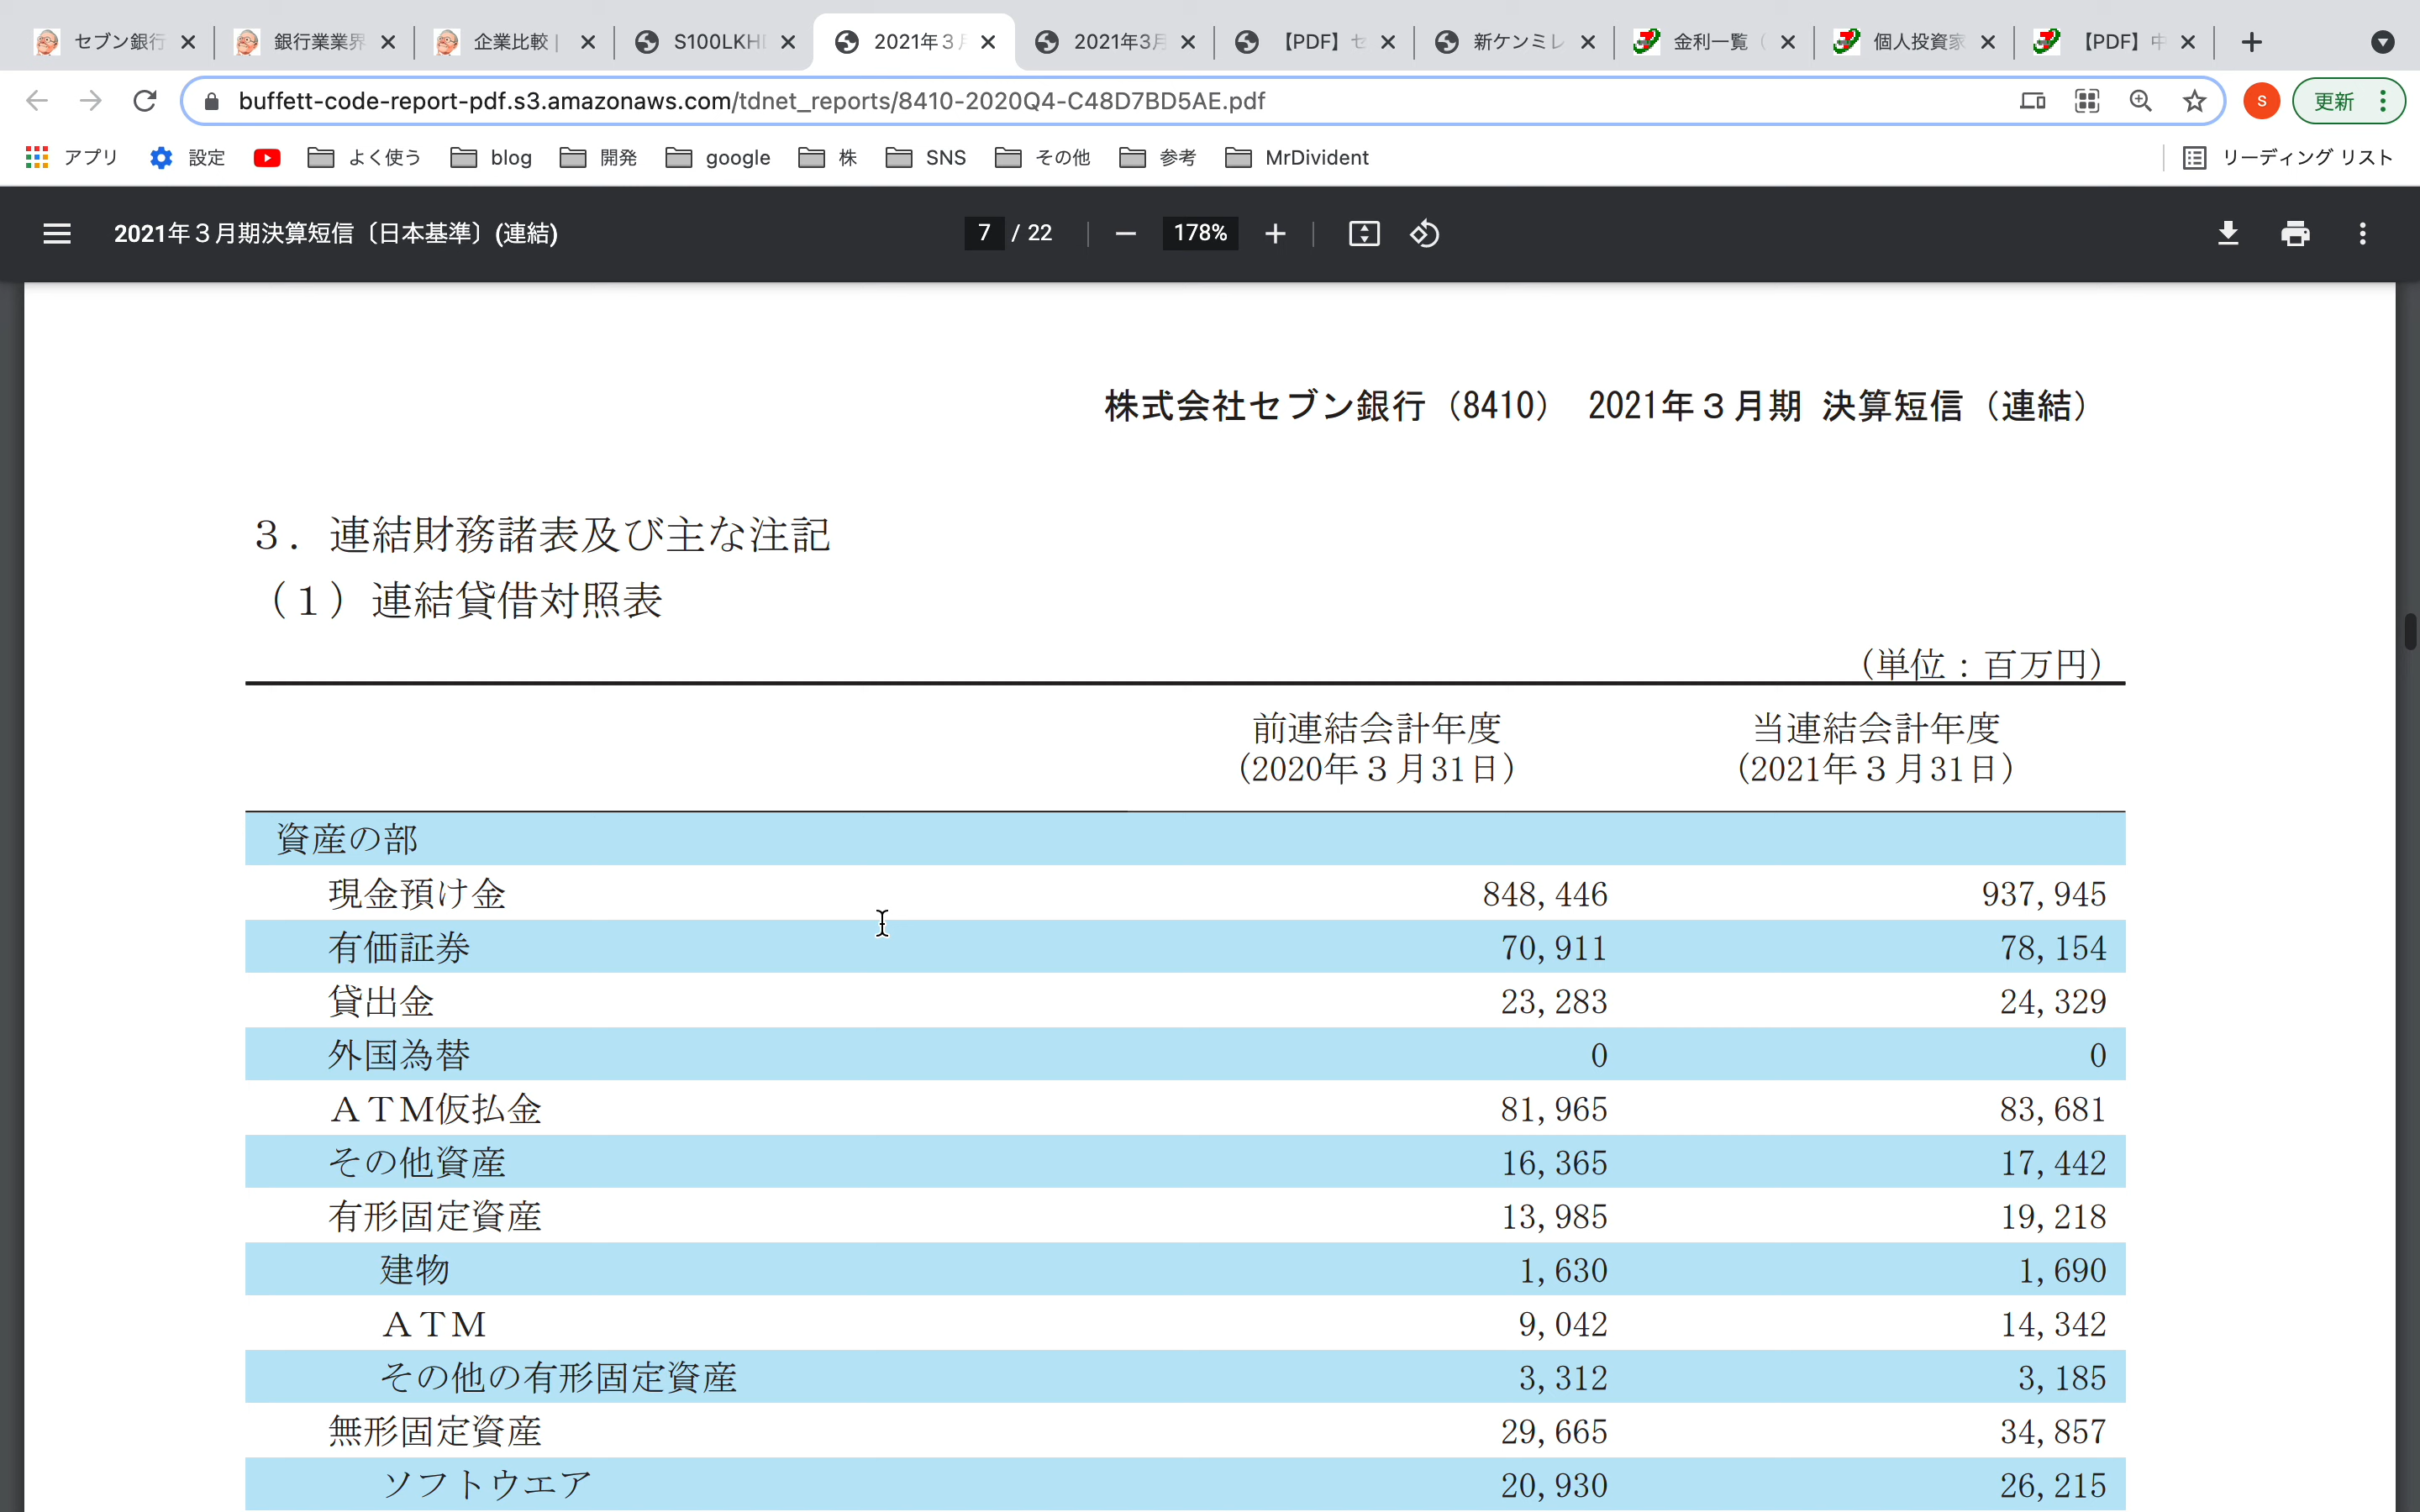 セブン銀行 銀行業業界 企業比較 | S100LKH 2021年３ 2021年3月 【PDF】セ 新ケンミレ 金利一覧 （ 個人投資家 【PDF】中
buffett-code-report-pdf.s3.amazonaws.com/tdnet_reports/8410-2020Q4-C48D7BD5AE.pdf S 更新
アプリ 設定 よく使う blog 開発 google 株 SNS その他 参考 MrDivident リーディング リスト
2021年３月期決算短信〔日本基準〕(連結) 7 / 22 178%
株式会社セブン銀行（8410） 2021年３月期 決算短信（連結）
３．連結財務諸表及び主な注記
（１）連結貸借対照表
（単位：百万円）
前連結会計年度 当連結会計年度
（2020年３月31日） （2021年３月31日）
資産の部
現金預け金 848,446 937,945
有価証券 70,911 78,154
貸出金 23,283 24,329
外国為替 0 0
ＡＴＭ仮払金 81,965 83,681
その他資産 16,365 17,442
有形固定資産 13,985 19,218
建物 1,630 1,690
ＡＴＭ 9,042 14,342
その他の有形固定資産 3,312 3,185
無形固定資産 29,665 34,857
ソフトウエア 20,930 26,215